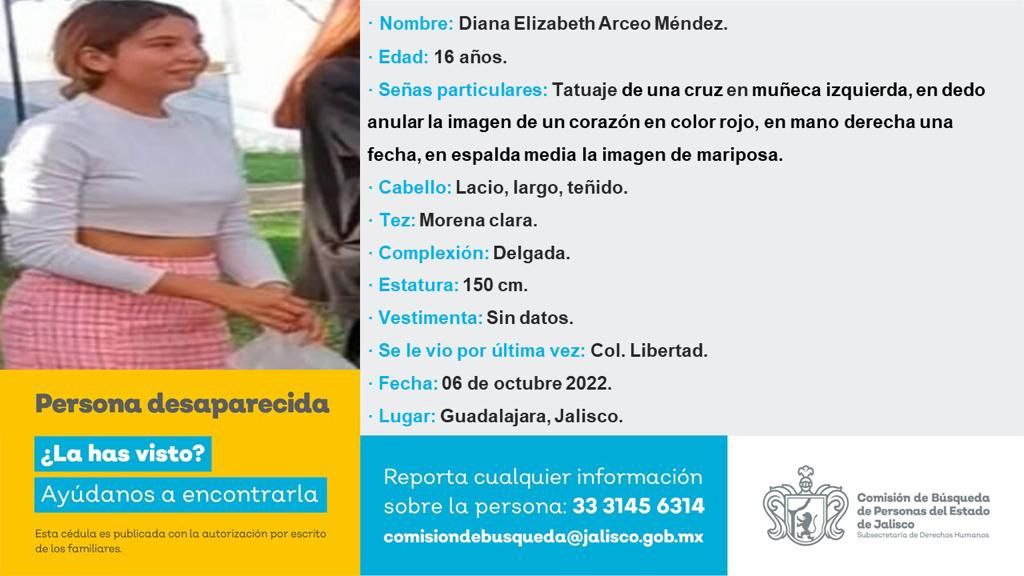 · Nombre: Diana Elizabeth Arceo Méndez.
· Edad: 16 años.
· Señas particulares: Tatuaje de una cruz en muñeca izquierda, en dedo
anular la imagen de un corazón en color rojo, en mano derecha una
fecha, en espalda media la imagen de mariposa.
· Cabello: Lacio, largo, teñido.
· Tez: Morena clara.
· Complexión: Delgada.
· Estatura: 150 cm.
· Vestimenta: Sin datos.
· Se le vio por última vez: Col. Libertad.
· Fecha: 06 de octubre 2022.
· Lugar: Guadalajara, Jalisco.
Persona desaparecida
¿La has visto?
Ayúdanos a encontrarla
Esta cédula es publicada con la autorización por escrito
de los familiares.
Reporta cualquier información
sobre la persona: 33 3145 6314
comisiondebusqueda@jalisco.gob.mx
Comisión de Búsqueda
de Personas del Estado
de Jalisco
Subsecretaría de Derechos Humanos